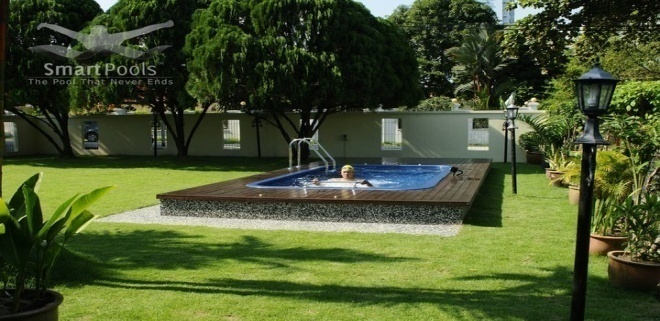 SmartPools
The Pool That Never Ends